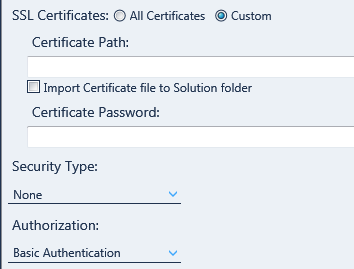 SSL Certificates: All Certificates Custom
Certificate Path:
Import Certificate file to Solution folder
Certificate Password:
Security Type:
None
Authorization:
Basic Authentication